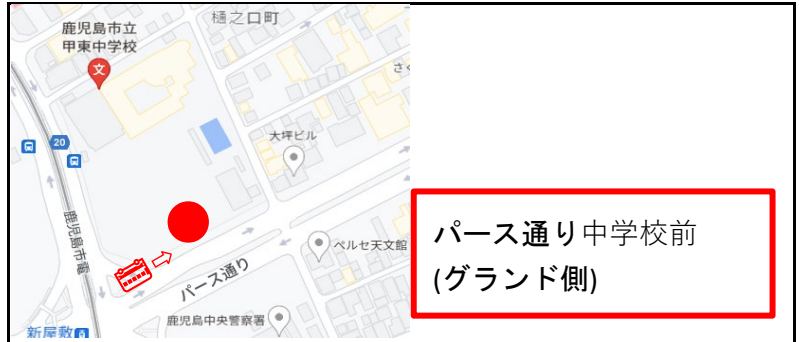 鹿児島市立
甲東中学校
文
樋之口町
さく
大坪ビル
20
鹿児島市電
パース通り
ベルセ天文館
鹿児島中央警察署
新屋敷
パース通り中学校前
(グランド側)